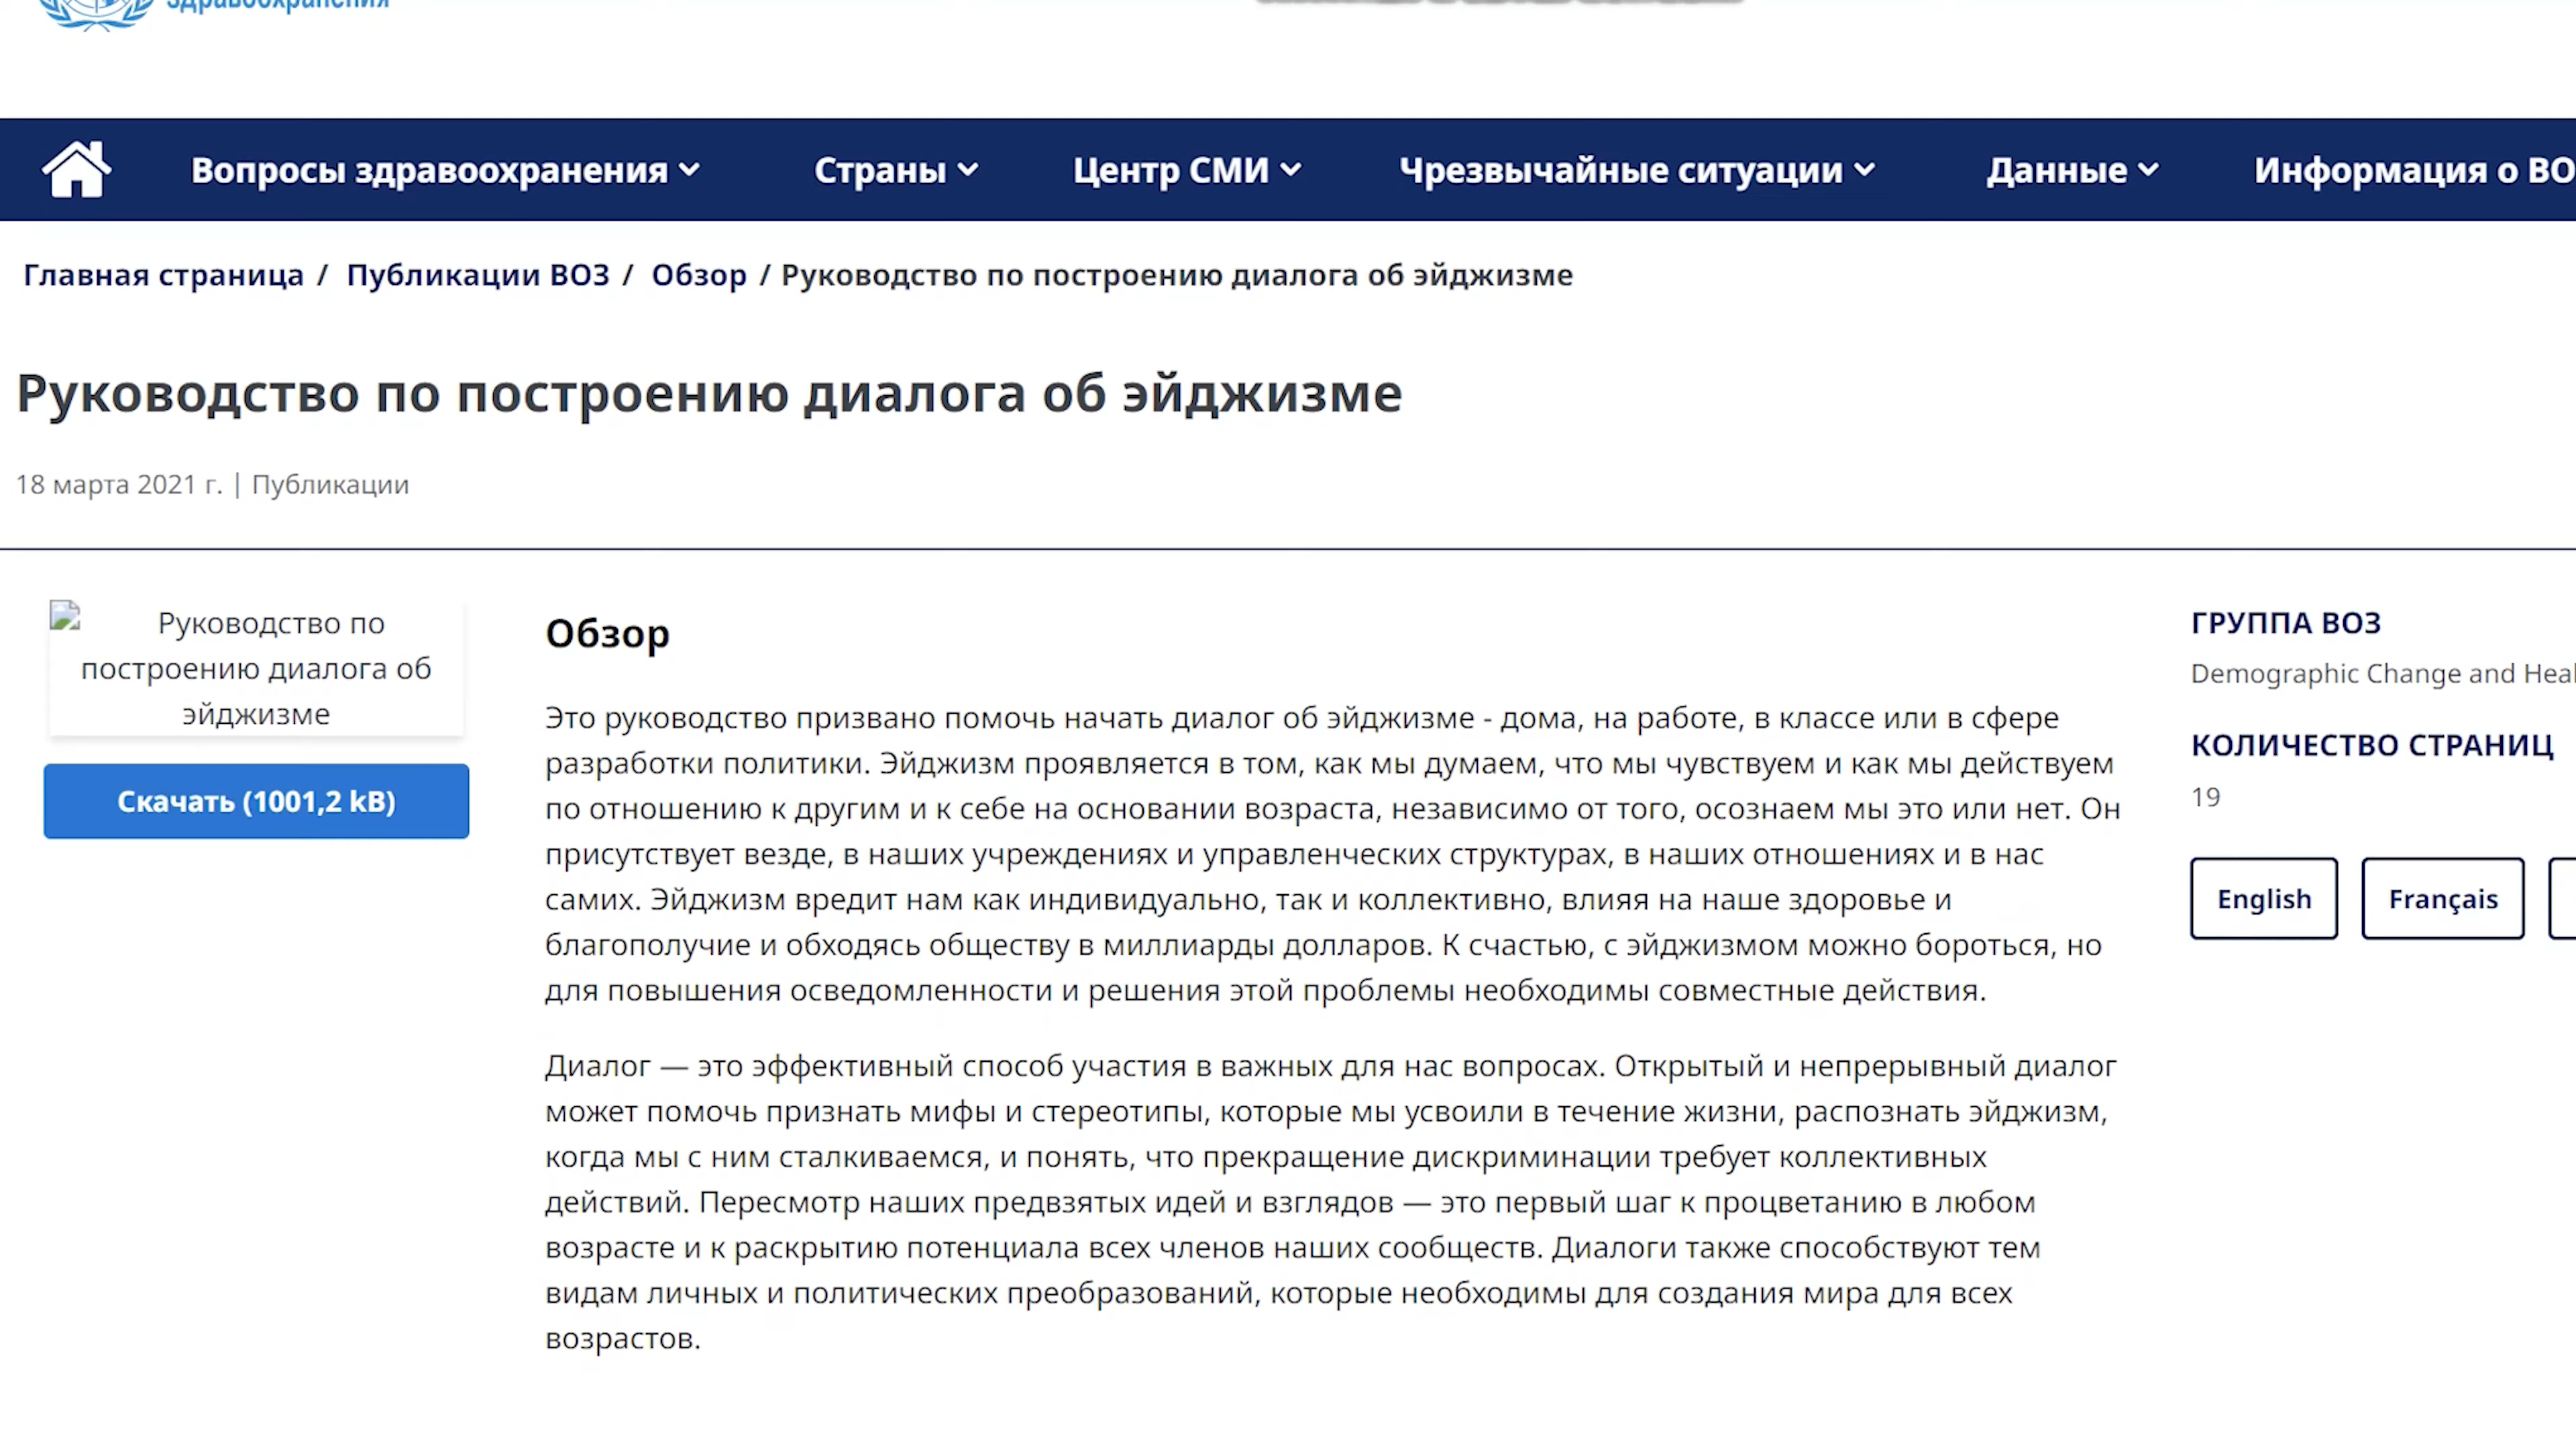 здравоохранения
Вопросы здравоохранения
Страны
Центр СМИ
Чрезвычайные ситуации
Данные
Информация о ВО
Главная страница / Публикации ВОЗ / Обзор / Руководство по построению диалога об эйджизме
Руководство по построению диалога об эйджизме
18 марта 2021 г. | Публикации
Руководство по
построению диалога об
эйджизме
Скачать (1001,2 kB)
Обзор
Это руководство призвано помочь начать диалог об эйджизме - дома, на работе, в классе или в сфере
разработки политики. Эйджизм проявляется в том, как мы думаем, что мы чувствуем и как мы действуем
по отношению к другим и к себе на основании возраста, независимо от того, осознаем мы это или нет. Он
присутствует везде, в наших учреждениях и управленческих структурах, в наших отношениях и в нас
самих. Эйджизм вредит нам как индивидуально, так и коллективно, влияя на наше здоровье и
благополучие и обходясь обществу в миллиарды долларов. К счастью, с эйджизмом можно бороться, но
для повышения осведомленности и решения этой проблемы необходимы совместные действия.
Диалог — это эффективный способ участия в важных для нас вопросах. Открытый и непрерывный диалог
может помочь признать мифы и стереотипы, которые мы усвоили в течение жизни, распознать эйджизм,
когда мы с ним сталкиваемся, и понять, что прекращение дискриминации требует коллективных
действий. Пересмотр наших предвзятых идей и взглядов — это первый шаг к процветанию в любом
возрасте и к раскрытию потенциала всех членов наших сообществ. Диалоги также способствуют тем
видам личных и политических преобразований, которые необходимы для создания мира для всех
возрастов.
ГРУППА ВОЗ
Demographic Change and Heal
КОЛИЧЕСТВО СТРАНИЦ
19
English
Français